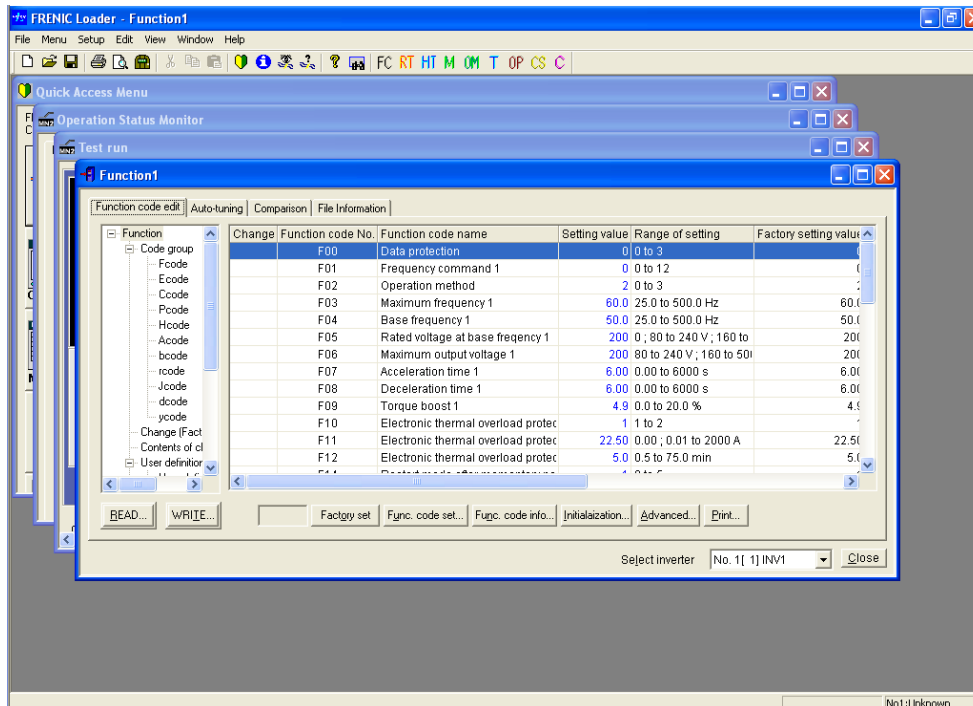 FRENIC Loader - Function1
File Menu Setup Edit View Window Help
FC RT HT M OM T OP CS C
Quick Access Menu
Operation Status Monitor
Test run
Function1
Function code edit Auto-tuning Comparison File Information
Function
Code group
Fcode
Ecode
Ccode
Pcode
Hcode
Acode
bcode
rcode
Jcode
dcode
ycode
Change (Fact
Contents of cl
User definition
Change Function code No. Function code name Setting value Range of setting Factory setting value
F00 Data protection 0 0 to 3
F01 Frequency command 1 0 0 to 12
F02 Operation method 2 0 to 3
F03 Maximum frequency 1 60.0 25.0 to 500.0 Hz 60.0
F04 Base frequency 1 50.0 25.0 to 500.0 Hz 50.0
F05 Rated voltage at base freqency 1 200 0 ; 80 to 240 V ; 160 to 200
F06 Maximum output voltage 1 200 80 to 240 V ; 160 to 500 200
F07 Acceleration time 1 6.00 0.00 to 6000 s 6.00
F08 Deceleration time 1 6.00 0.00 to 6000 s 6.00
F09 Torque boost 1 4.9 0.0 to 20.0 % 4.9
F10 Electronic thermal overload protec 1 1 to 2
F11 Electronic thermal overload protec 22.50 0.00 ; 0.01 to 2000 A 22.50
F12 Electronic thermal overload protec 5.0 0.5 to 75.0 min 5.0
READ... WRITE... Factory set Func. code set... Func. code info... Initialaization... Advanced... Print...
Select inverter No. 1[ 1] INV1 Close
No1:Unknown